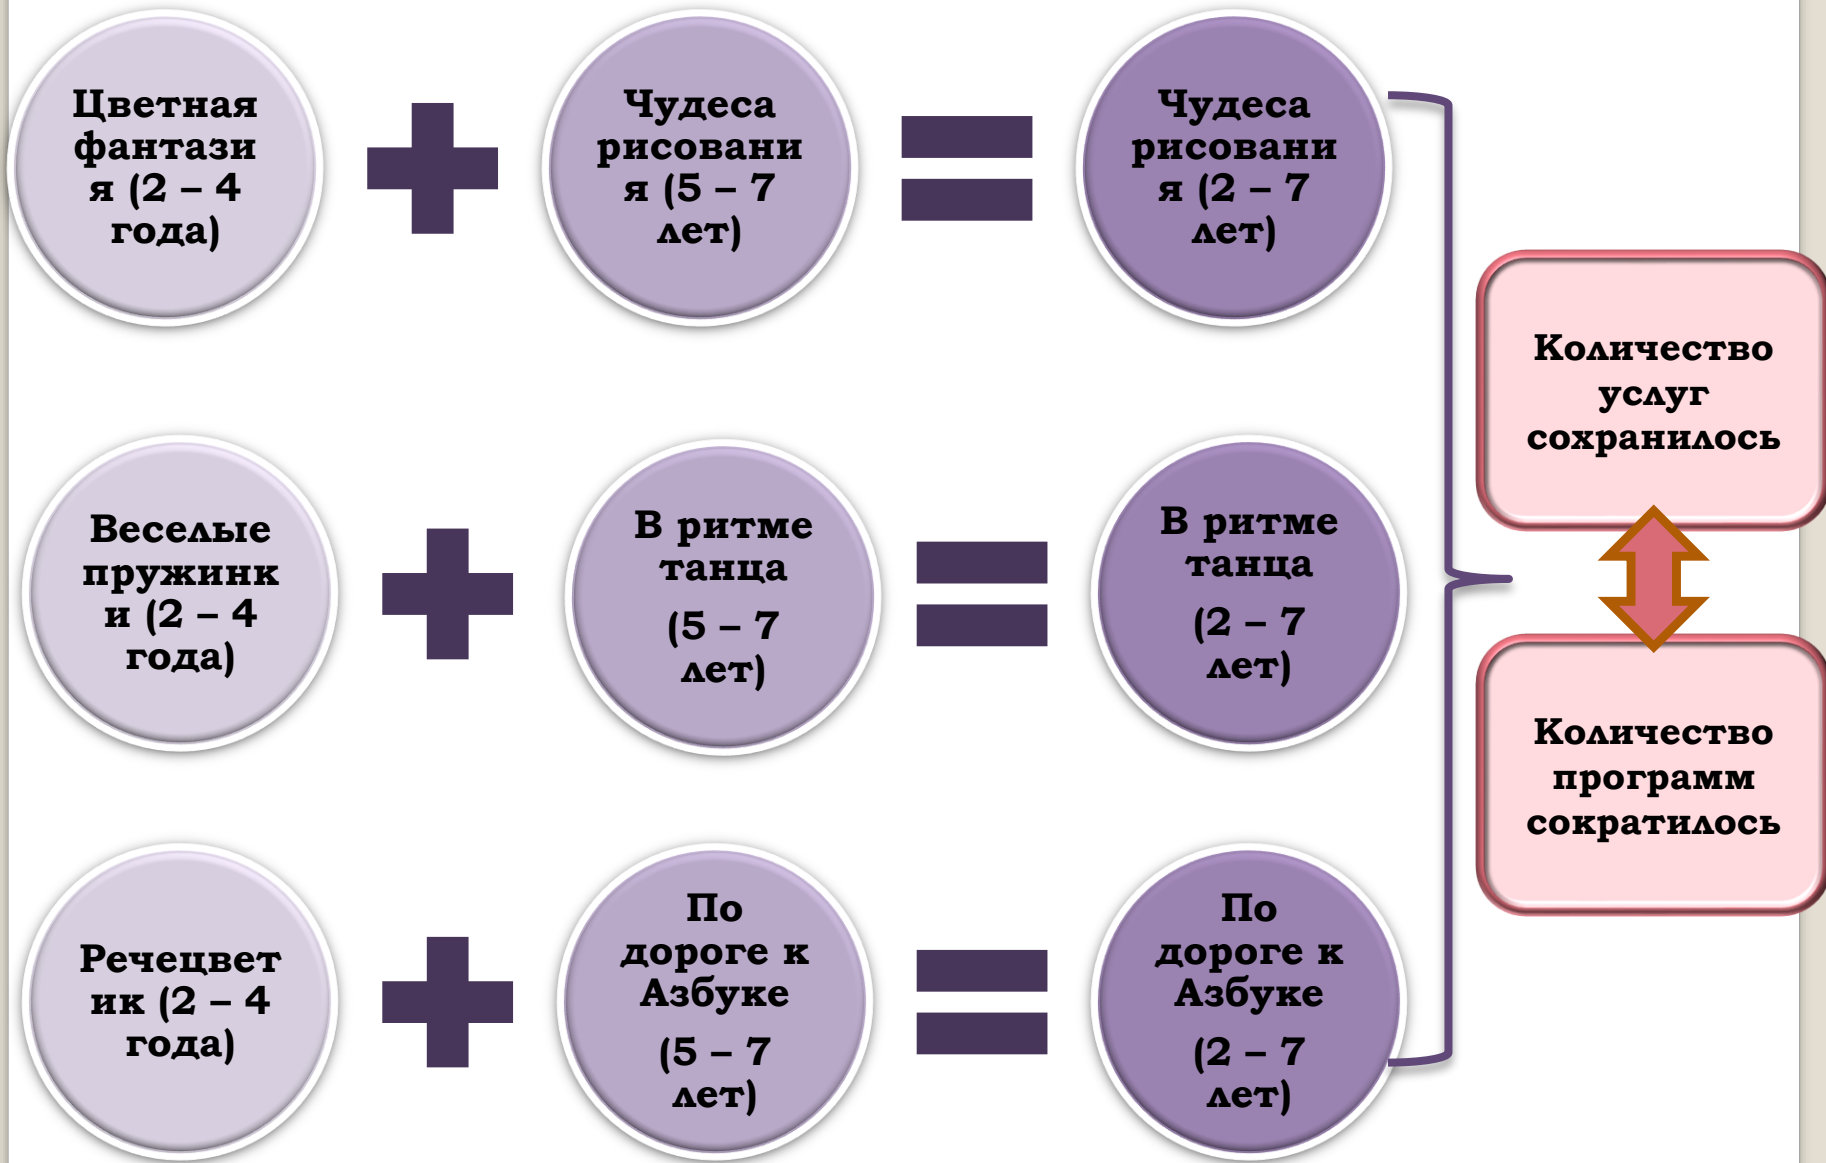 Цветная
фантази
я (2 – 4
года)
Чудеса
рисовани
я (5 – 7
лет)
Чудеса
рисовани
я (2 – 7
лет)
Веселые
пружинк
и (2 – 4
года)
В ритме
танца
(5 – 7
лет)
В ритме
танца
(2 – 7
лет)
Речецвет
ик (2 – 4
года)
По
дороге к
Азбуке
(5 – 7
лет)
По
дороге к
Азбуке
(2 – 7
лет)
Количество
услуг
сохранилось
Количество
программ
сократилось